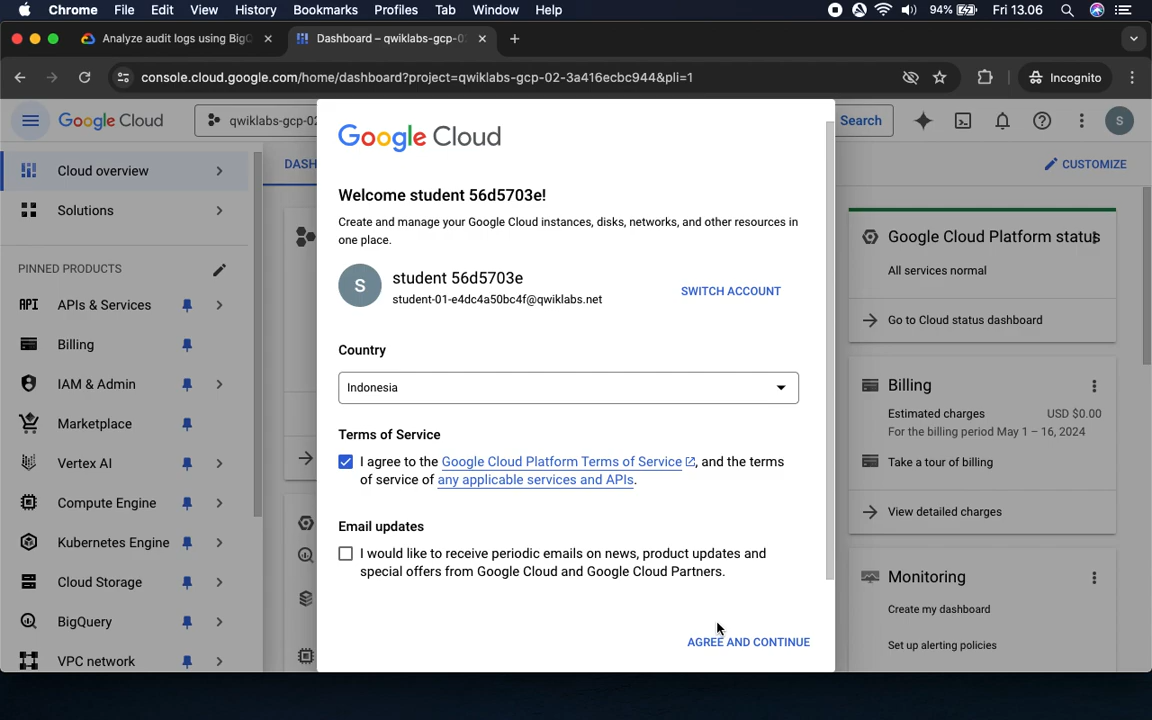 Chrome File Edit View History Bookmarks Profiles Tab Window Help 94% Fri 13.06
Analyze audit logs using Big
Dashboard – qwiklabs-gcp-0
console.cloud.google.com/home/dashboard?project=qwiklabs-gcp-02-3a416ecbc944&pli=1
Incognito
Google Cloud
qwiklabs-gcp-02
Search
S
Cloud overview
Solutions
PINNED PRODUCTS
API APIs & Services
Billing
IAM & Admin
Marketplace
Vertex AI
Compute Engine
Kubernetes Engine
Cloud Storage
BigQuery
VPC network
DASH
CUSTOMIZE
Google Cloud
Welcome student 56d5703e!
Create and manage your Google Cloud instances, disks, networks, and other resources in
one place.
S
student 56d5703e
student-01-e4dc4a50bc4f@qwiklabs.net
SWITCH ACCOUNT
Country
Indonesia
Terms of Service
I agree to the Google Cloud Platform Terms of Service, and the terms
of service of any applicable services and APIs.
Email updates
I would like to receive periodic emails on news, product updates and
special offers from Google Cloud and Google Cloud Partners.
AGREE AND CONTINUE
Google Cloud Platform status
All services normal
Go to Cloud status dashboard
Billing
Estimated charges USD $0.00
For the billing period May 1 – 16, 2024
Take a tour of billing
View detailed charges
Monitoring
Create my dashboard
Set up alerting policies